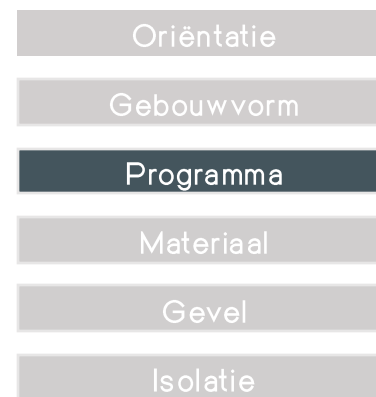 Oriëntatie
Gebouwvorm
Programma
Materiaal
Gevel
Isolatie